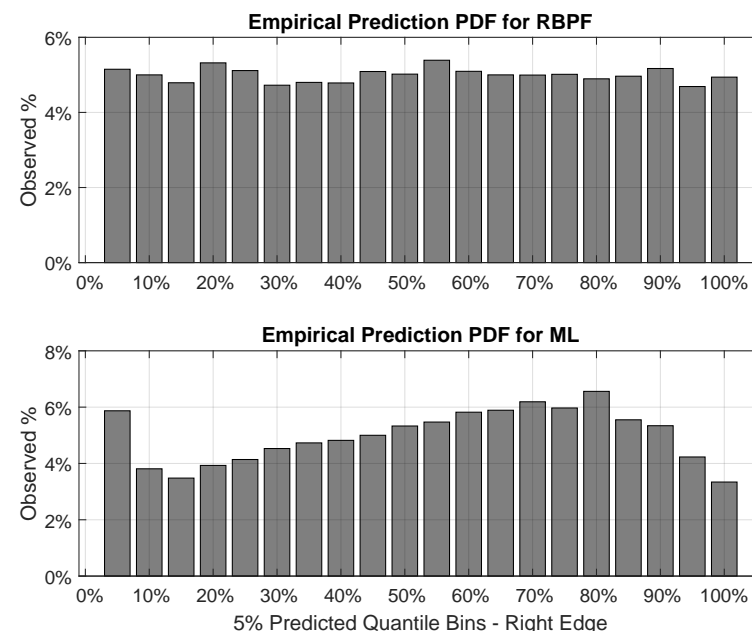 Empirical Prediction PDF for RBPF
6%
4%
2%
0%
Observed %
0% 10% 20% 30% 40% 50% 60% 70% 80% 90% 100%
Empirical Prediction PDF for ML
8%
6%
4%
2%
0%
Observed %
0% 10% 20% 30% 40% 50% 60% 70% 80% 90% 100%
5% Predicted Quantile Bins - Right Edge